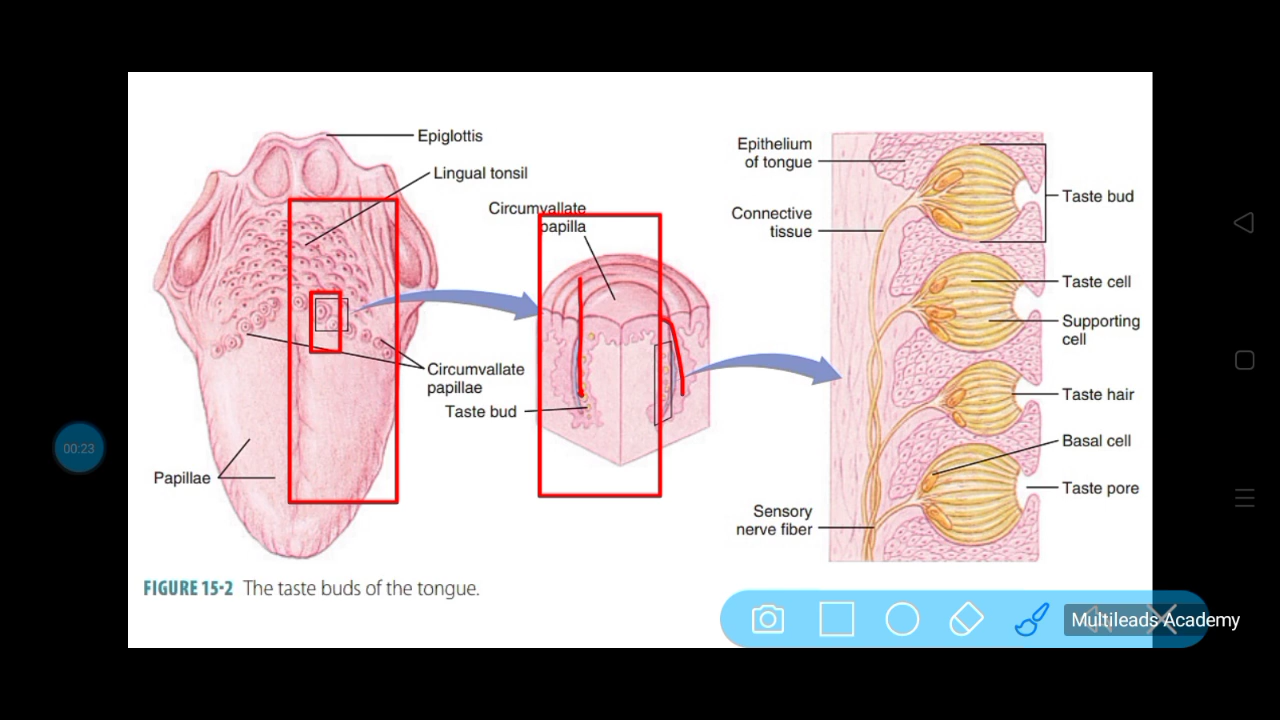 Epiglottis
Lingual tonsil
Circumvallate
papilla
Circumvallate
papillae
Taste bud
Papillae
Epithelium
of tongue
Connective
tissue
Sensory
nerve fiber
Taste bud
Taste cell
Supporting
cell
Taste hair
Basal cell
Taste pore
00:23
FIGURE 15-2 The taste buds of the tongue.
Multileads Academy